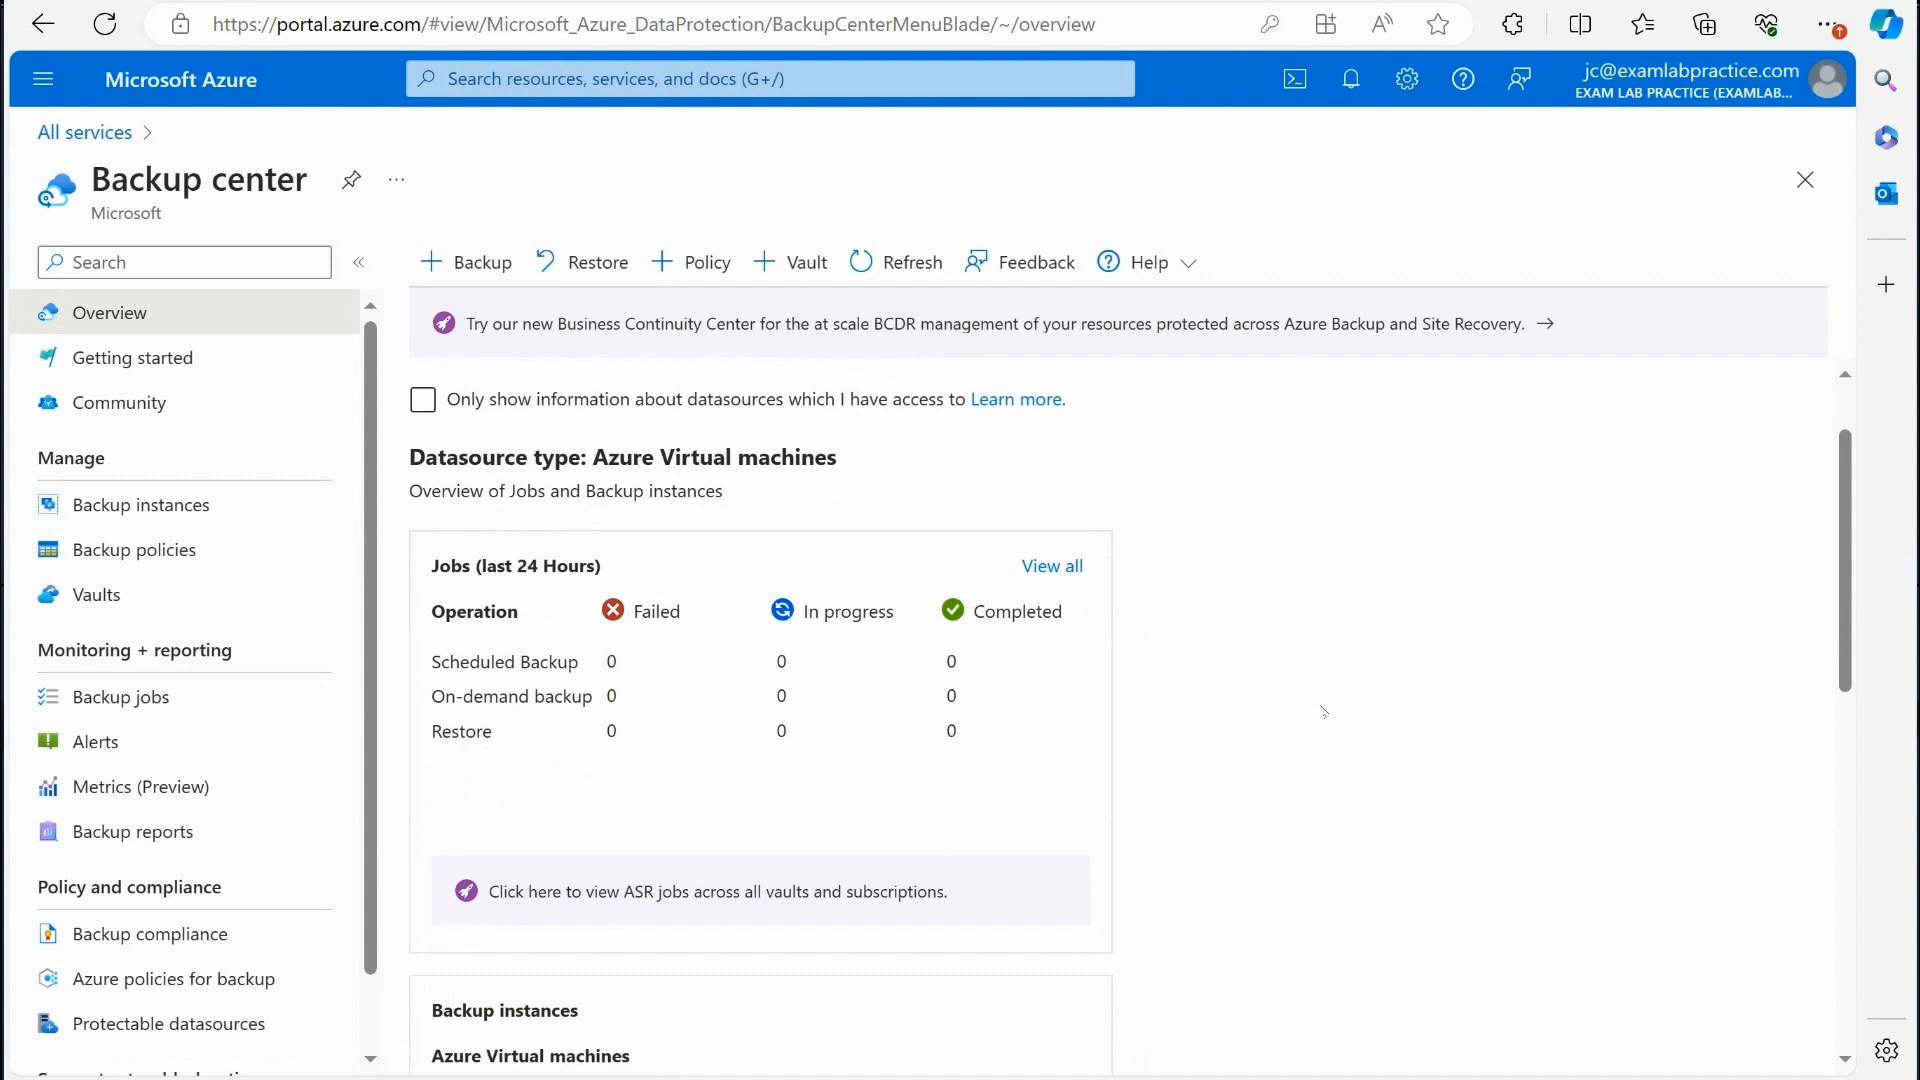 https://portal.azure.com/#view/Microsoft_Azure_DataProtection/BackupCenterMenuBlade/~/overview
Microsoft Azure
Search resources, services, and docs (G+/)
jc@examlabpractice.com
EXAM LAB PRACTICE (EXAMLAB...
All services
Backup center
...
Microsoft
Search
Backup
Restore
Policy
Vault
Refresh
Feedback
Help
Overview
Getting started
Community
Manage
Backup instances
Backup policies
Vaults
Monitoring + reporting
Backup jobs
Alerts
Metrics (Preview)
Backup reports
Policy and compliance
Backup compliance
Azure policies for backup
Protectable datasources
Try our new Business Continuity Center for the at scale BCDR management of your resources protected across Azure Backup and Site Recovery. →
Only show information about datasources which I have access to Learn more.
Datasource type: Azure Virtual machines
Overview of Jobs and Backup instances
Jobs (last 24 Hours) View all
Operation Failed In progress Completed
Scheduled Backup 0 0 0
On-demand backup 0 0 0
Restore 0 0 0
Click here to view ASR jobs across all vaults and subscriptions.
Backup instances
Azure Virtual machines